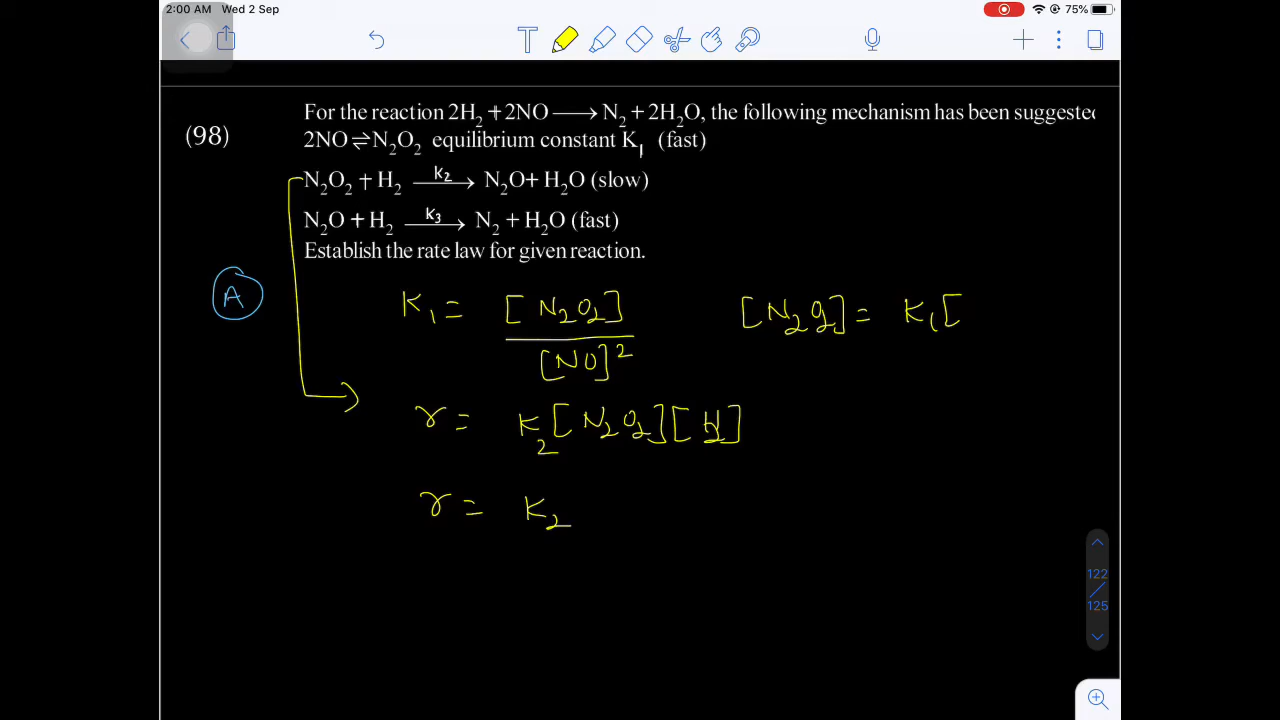 2:00 AM Wed 2 Sep 75%
For the reaction 2H₂ + 2NO ⟶ N₂ + 2H₂O, the following mechanism has been suggested
(98)
2NO ⇌ N₂O₂ equilibrium constant K₁ (fast)
N₂O₂ + H₂ —k₂→ N₂O + H₂O (slow)
N₂O + H₂ —k₃→ N₂ + H₂O (fast)
Establish the rate law for given reaction.
A
K₁ = [N₂O₂] / [NO]² [N₂O₂] = K₁[
r = K₂[N₂O₂][H₂]
r = K₂
122
125